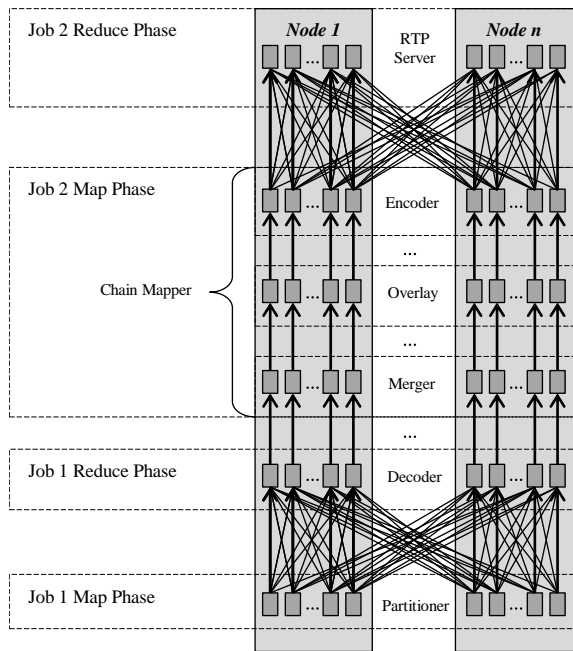 Job 2 Reduce Phase
Node 1
RTP
Server
Node n
...
...
Job 2 Map Phase
...
Encoder
...
...
Chain Mapper
...
Overlay
...
...
...
Merger
...
...
Job 1 Reduce Phase
...
Decoder
...
Job 1 Map Phase
...
Partitioner
...